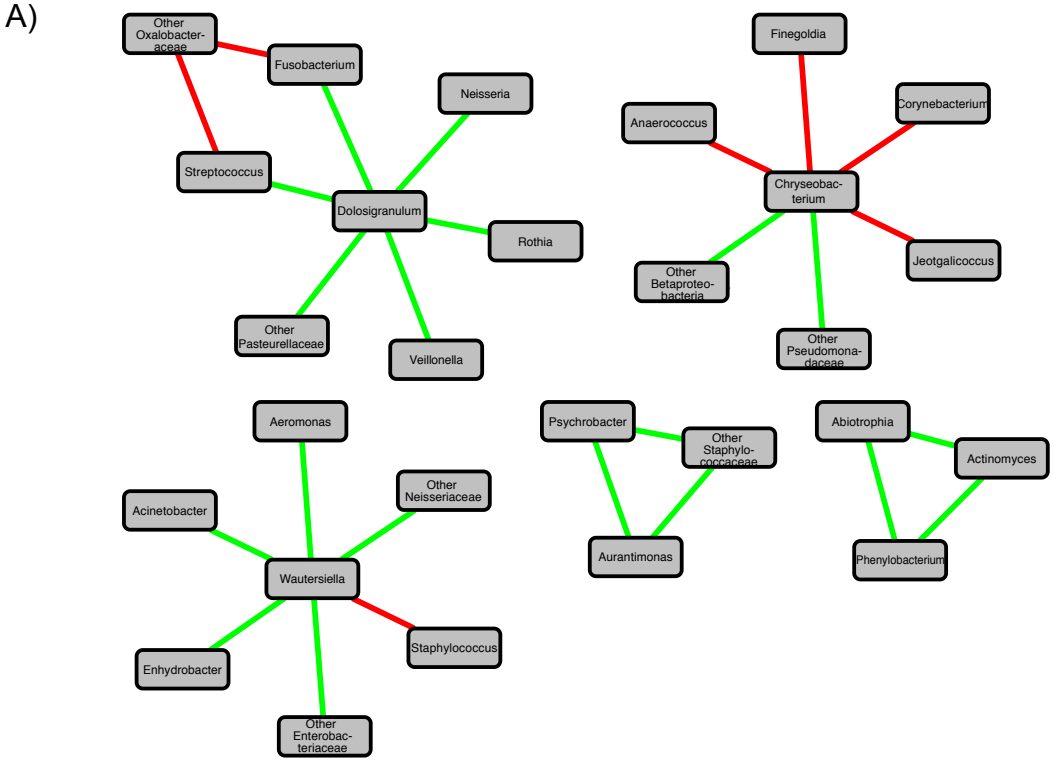 A)
Other
Oxalobacter-
aceae
Fusobacterium
Neisseria
Streptococcus
Dolosigranulum
Rothia
Other
Pasteurellaceae
Veillonella
Finegoldia
Corynebacterium
Anaerococcus
Chryseobac-
terium
Jeotgalicoccus
Other
Betaproteo-
bacteria
Other
Pseudomona-
daceae
Aeromonas
Other
Neisseriaceae
Acinetobacter
Wautersiella
Staphylococcus
Enhydrobacter
Other
Enterobac-
teriaceae
Psychrobacter
Other
Staphylo-
coccaceae
Aurantimonas
Abiotrophia
Actinomyces
Phenylobacterium